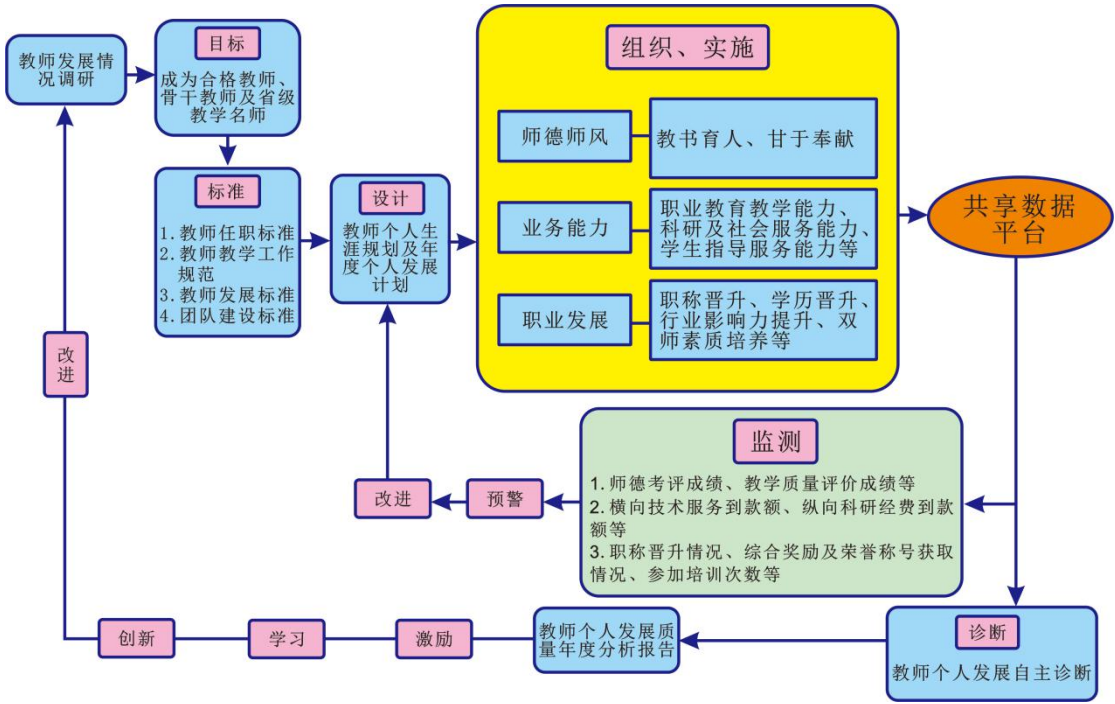 教师发展情
况调研
目标
成为合格教师、
骨干教师及省级
教学名师
标准
1. 教师任职标准
2. 教师教学工作
规范
3. 教师发展标准
4. 团队建设标准
设计
教师个人生
涯规划及年
度个人发展
计划
组织、实施
师德师风
教书育人、甘于奉献
业务能力
职业教育教学能力、
科研及社会服务能力、
学生指导服务能力等
职业发展
职称晋升、学历晋升、
行业影响力提升、双
师素质培养等
共享数据
平台
监测
1. 师德考评成绩、教学质量评价成绩等
2. 横向技术服务到款额、纵向科研经费到款
额等
3. 职称晋升情况、综合奖励及荣誉称号获取
情况、参加培训次数等
预警
改进
诊断
教师个人发展自主诊断
教师个人发展质
量年度分析报告
激励
学习
创新
改
进